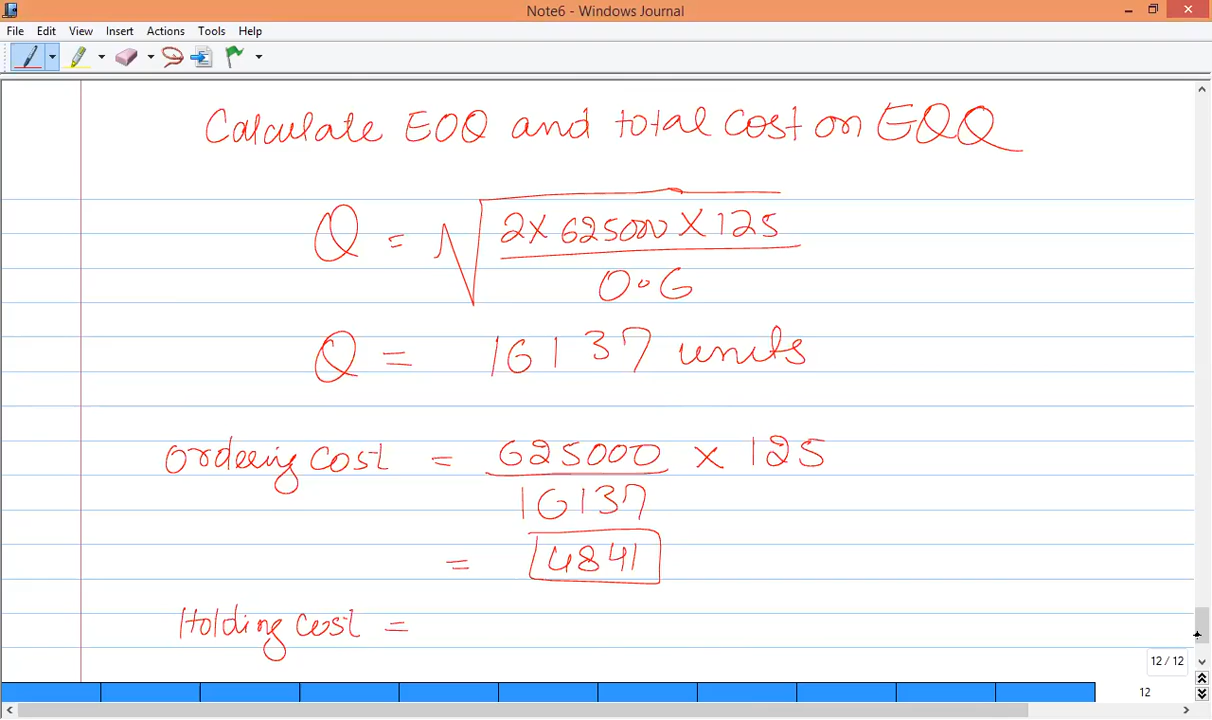 Note6 - Windows Journal
File Edit View Insert Actions Tools Help
Calculate EOQ and total cost on EOQ
Q = √ 2 X 625000 X 125
0.6
Q = 16137 units
Ordering cost = 625000 × 125
16137
= 4841
Holding cost =
12 / 12
12